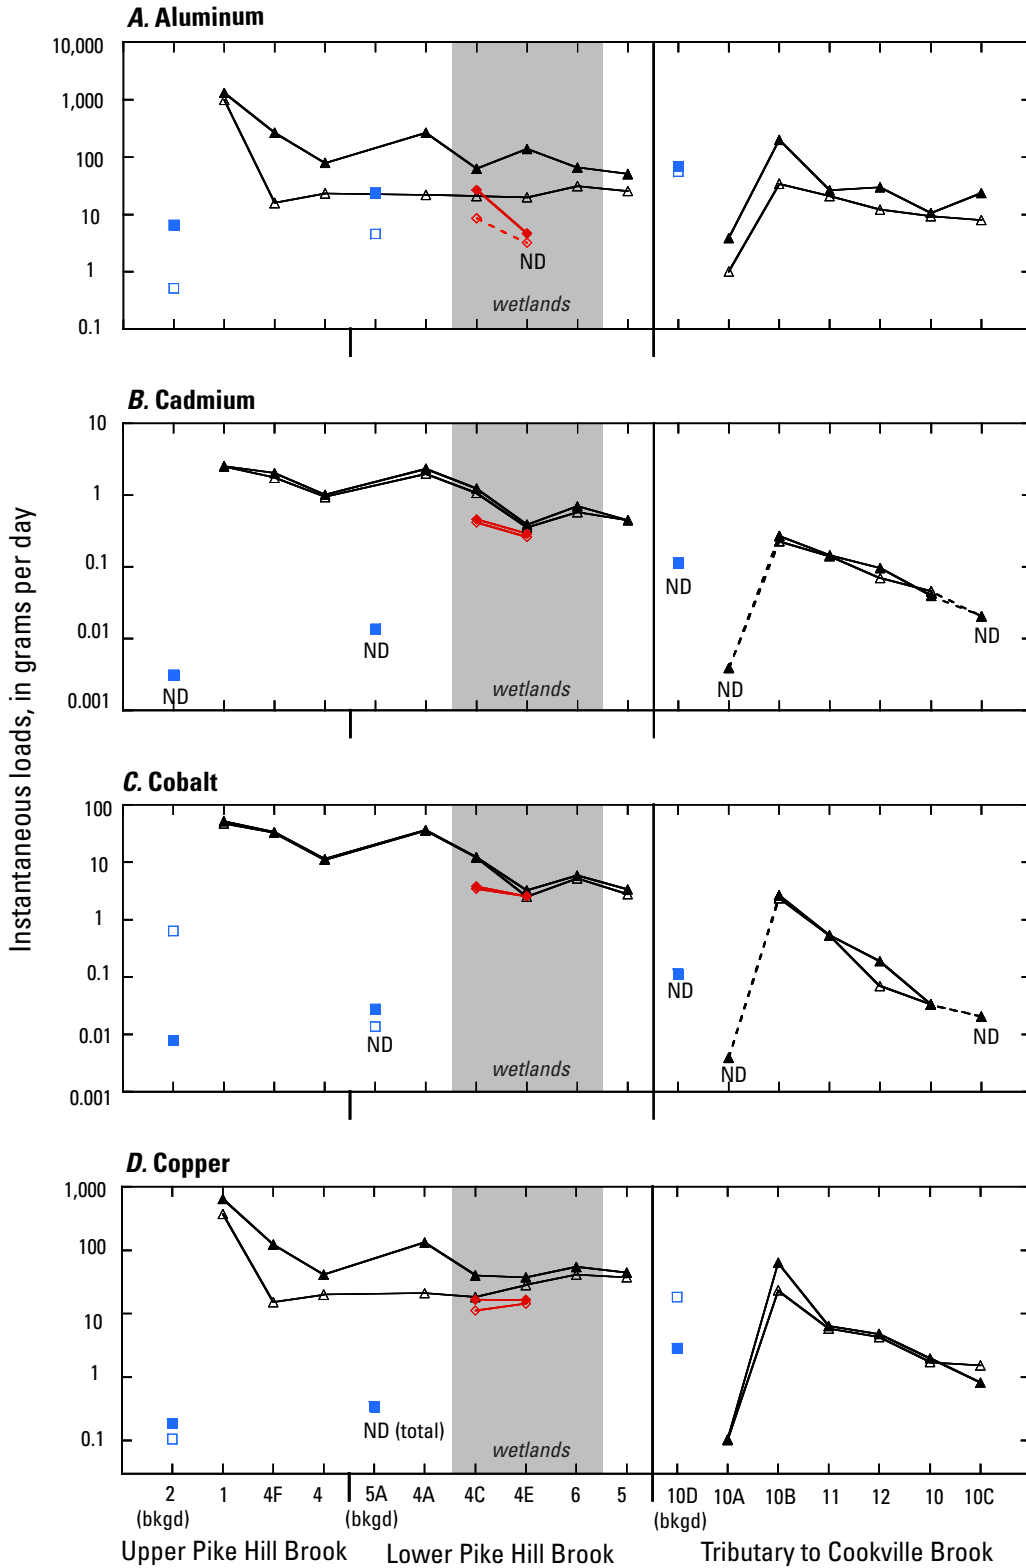 Instantaneous loads, in grams per day
A. Aluminum
10,000
1,000
100
10
1
0.1
ND
wetlands
B. Cadmium
10
1
0.1
0.01
0.001
ND
ND
ND
ND
ND
wetlands
C. Cobalt
100
10
1
0.1
0.01
0.001
ND
ND
ND
ND
wetlands
D. Copper
1,000
100
10
1
0.1
ND (total)
wetlands
2 1 4F 4 5A 4A 4C 4E 6 5 10D 10A 10B 11 12 10 10C
(bkgd) (bkgd) (bkgd)
Upper Pike Hill Brook Lower Pike Hill Brook Tributary to Cookville Brook